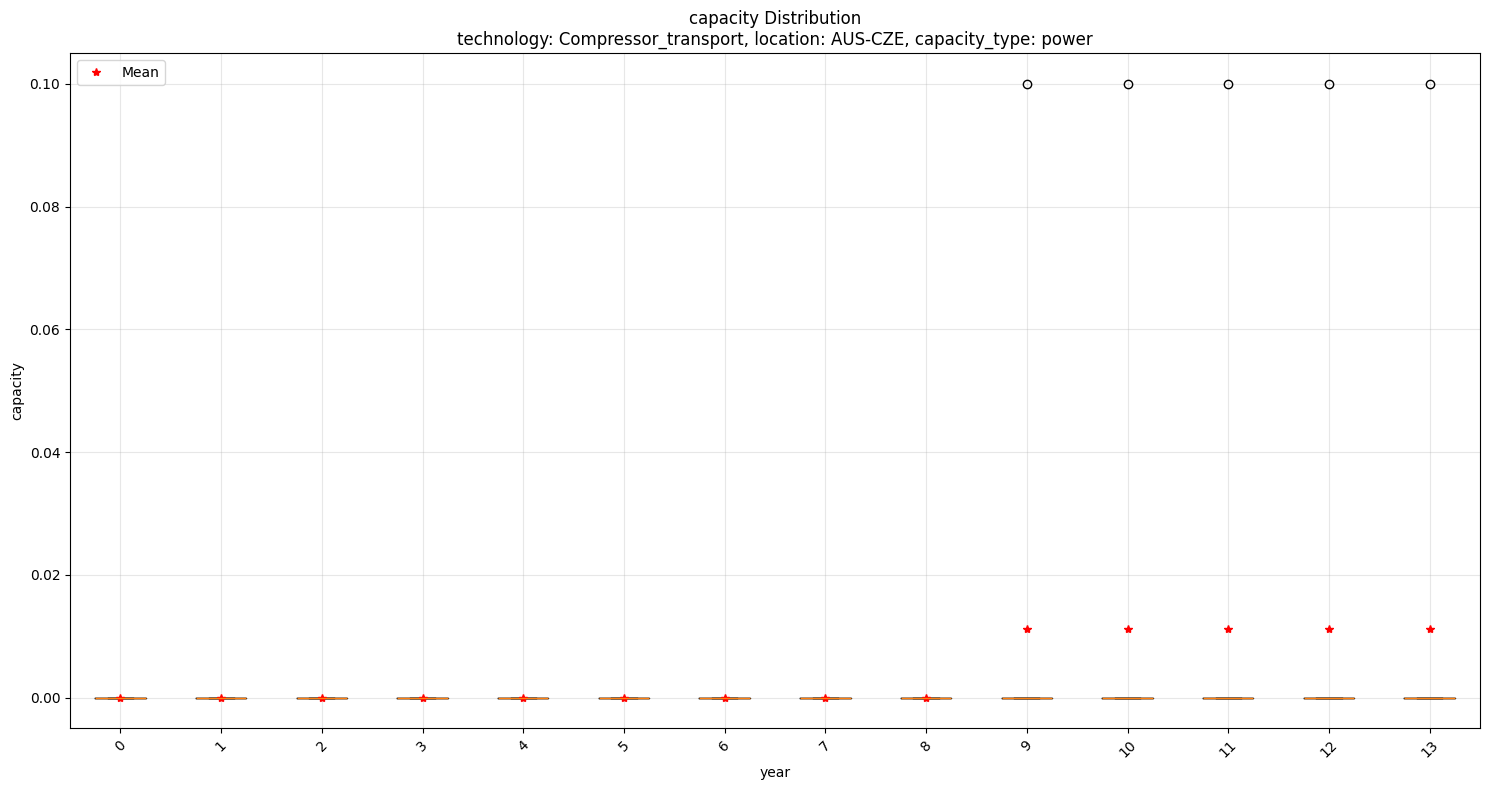 capacity Distribution
technology: Compressor_transport, location: AUS-CZE, capacity_type: power
Mean
0.10
0.08
0.06
0.04
0.02
0.00
capacity
0 1 2 3 4 5 6 7 8 9 10 11 12 13
year